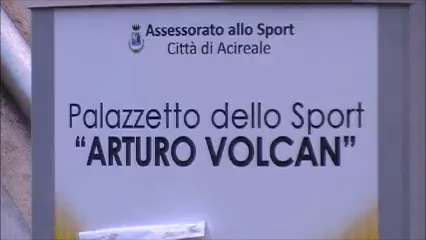 Assessorato allo Sport
Città di Acireale
Palazzetto dello Sport
“ARTURO VOLCAN”